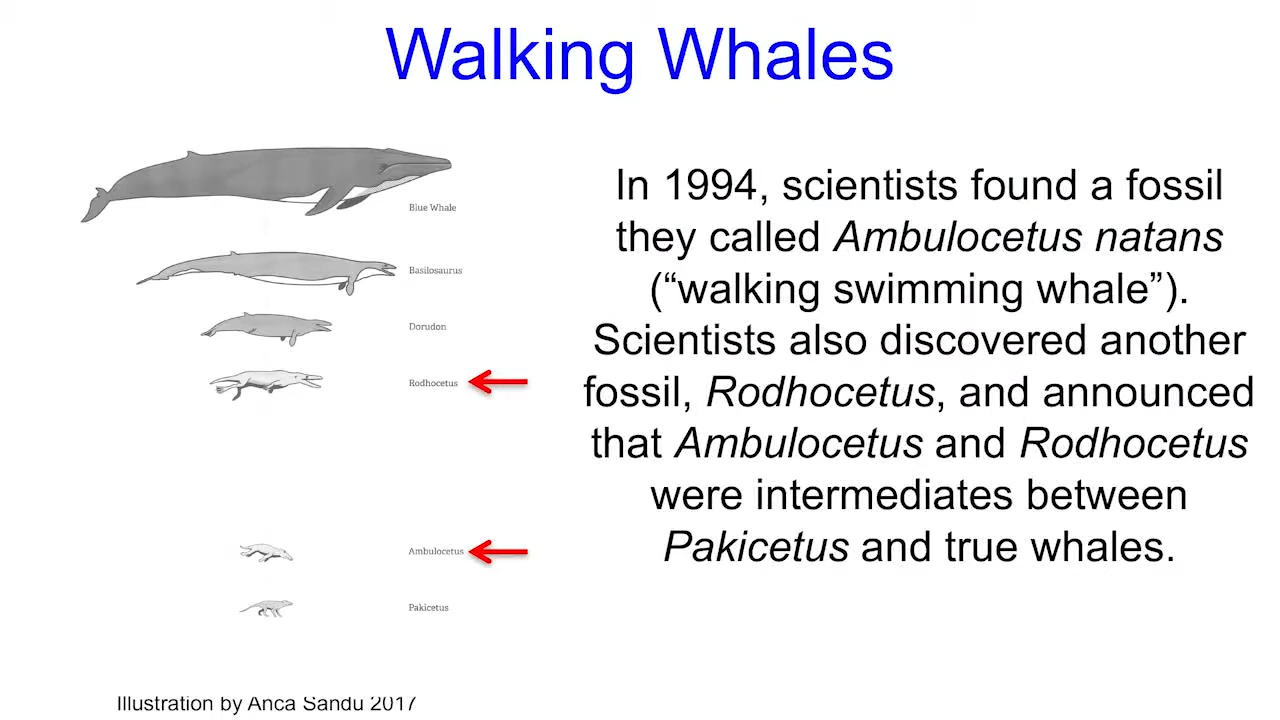 Walking Whales
Blue Whale
Basilosaurus
Dorudon
Rodhocetus
Ambulocetus
Pakicetus
In 1994, scientists found a fossil
they called Ambulocetus natans
(“walking swimming whale”).
Scientists also discovered another
fossil, Rodhocetus, and announced
that Ambulocetus and Rodhocetus
were intermediates between
Pakicetus and true whales.
Illustration by Anca Sandu 2017